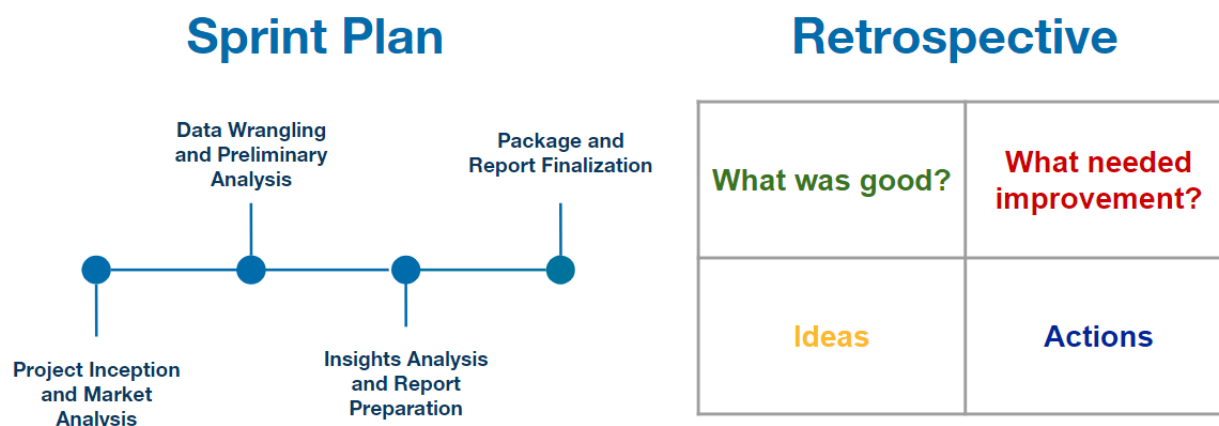 Sprint Plan
Data Wrangling
and Preliminary
Analysis
Package and
Report Finalization
Project Inception
and Market
Analysis
Insights Analysis
and Report
Preparation
Retrospective
What was good?
What needed
improvement?
Ideas
Actions